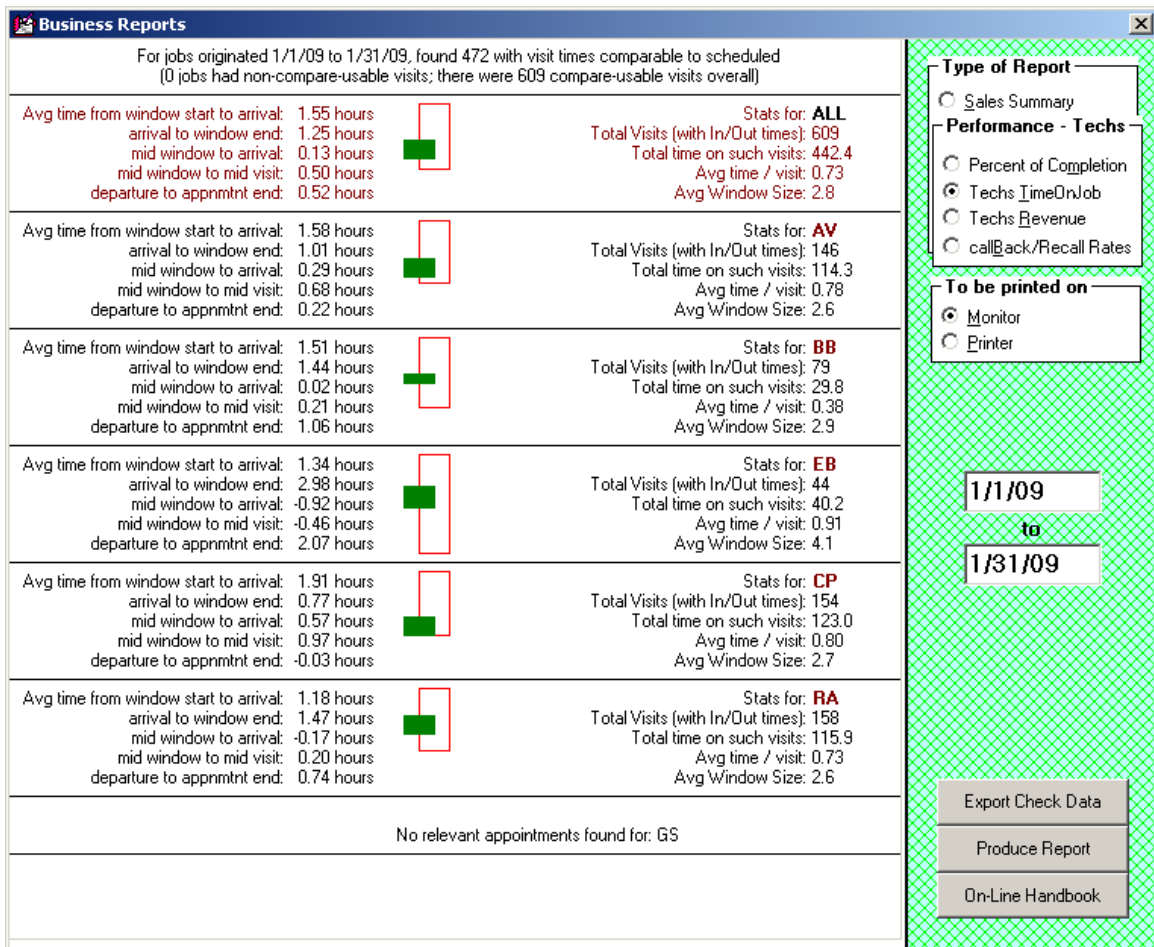 Business Reports
For jobs originated 1/1/09 to 1/31/09, found 472 with visit times comparable to scheduled
(0 jobs had non-compare-usable visits; there were 609 compare-usable visits overall)
Avg time from window start to arrival: 1.55 hours
arrival to window end: 1.25 hours
mid window to arrival: 0.13 hours
mid window to mid visit: 0.50 hours
departure to appnmtnt end: 0.52 hours
Stats for: ALL
Total Visits (with In/Out times): 609
Total time on such visits: 442.4
Avg time / visit: 0.73
Avg Window Size: 2.8
Avg time from window start to arrival: 1.58 hours
arrival to window end: 1.01 hours
mid window to arrival: 0.29 hours
mid window to mid visit: 0.68 hours
departure to appnmtnt end: 0.22 hours
Stats for: AV
Total Visits (with In/Out times): 146
Total time on such visits: 114.3
Avg time / visit: 0.78
Avg Window Size: 2.6
Avg time from window start to arrival: 1.51 hours
arrival to window end: 1.44 hours
mid window to arrival: 0.02 hours
mid window to mid visit: 0.21 hours
departure to appnmtnt end: 1.06 hours
Stats for: BB
Total Visits (with In/Out times): 79
Total time on such visits: 29.8
Avg time / visit: 0.38
Avg Window Size: 2.9
Avg time from window start to arrival: 1.34 hours
arrival to window end: 2.98 hours
mid window to arrival: -0.92 hours
mid window to mid visit: -0.46 hours
departure to appnmtnt end: 2.07 hours
Stats for: EB
Total Visits (with In/Out times): 44
Total time on such visits: 40.2
Avg time / visit: 0.91
Avg Window Size: 4.1
Avg time from window start to arrival: 1.91 hours
arrival to window end: 0.77 hours
mid window to arrival: 0.57 hours
mid window to mid visit: 0.97 hours
departure to appnmtnt end: -0.03 hours
Stats for: CP
Total Visits (with In/Out times): 154
Total time on such visits: 123.0
Avg time / visit: 0.80
Avg Window Size: 2.7
Avg time from window start to arrival: 1.18 hours
arrival to window end: 1.47 hours
mid window to arrival: -0.17 hours
mid window to mid visit: 0.20 hours
departure to appnmtnt end: 0.74 hours
Stats for: RA
Total Visits (with In/Out times): 158
Total time on such visits: 115.9
Avg time / visit: 0.73
Avg Window Size: 2.6
No relevant appointments found for: GS
Type of Report
Sales Summary
Performance - Techs
Percent of Completion
Techs TimeOnJob
Techs Revenue
callBack/Recall Rates
To be printed on
Monitor
Printer
1/1/09
to
1/31/09
Export Check Data
Produce Report
On-Line Handbook